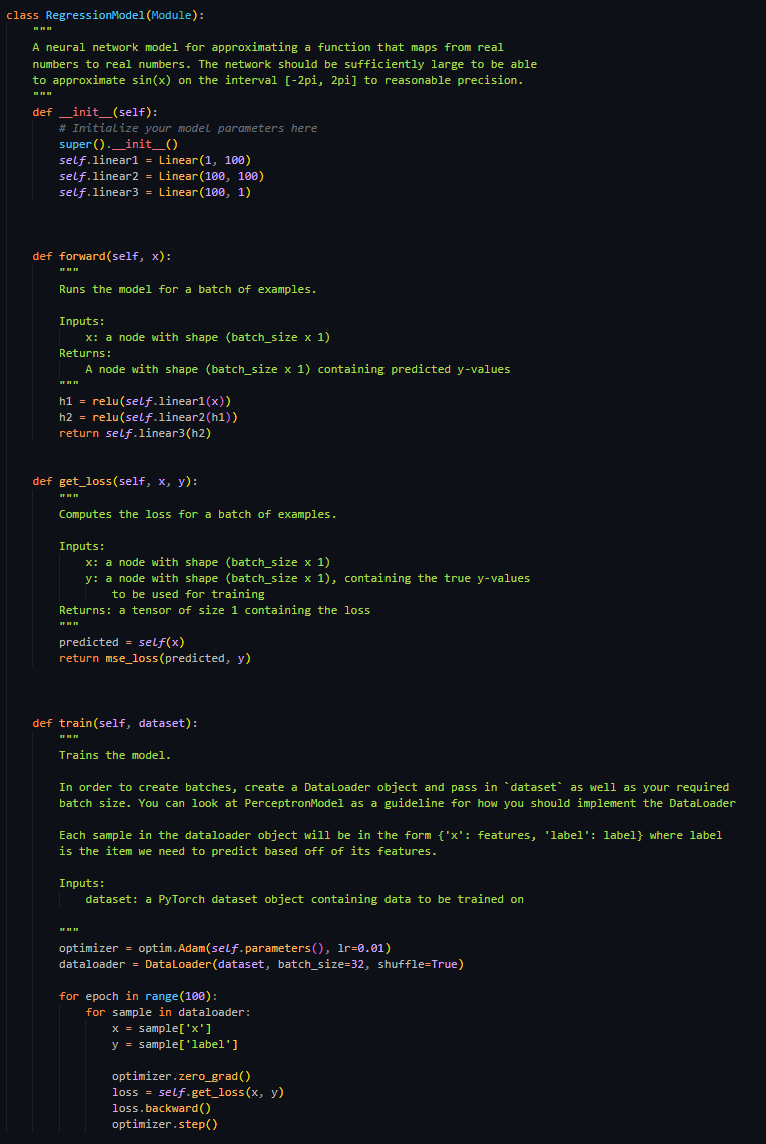 class RegressionModel(Module):
"""
A neural network model for approximating a function that maps from real
numbers to real numbers. The network should be sufficiently large to be able
to approximate sin(x) on the interval [-2pi, 2pi] to reasonable precision.
"""
def __init__(self):
# Initialize your model parameters here
super().__init__()
self.linear1 = Linear(1, 100)
self.linear2 = Linear(100, 100)
self.linear3 = Linear(100, 1)
def forward(self, x):
"""
Runs the model for a batch of examples.
Inputs:
x: a node with shape (batch_size x 1)
Returns:
A node with shape (batch_size x 1) containing predicted y-values
"""
h1 = relu(self.linear1(x))
h2 = relu(self.linear2(h1))
return self.linear3(h2)
def get_loss(self, x, y):
"""
Computes the loss for a batch of examples.
Inputs:
x: a node with shape (batch_size x 1)
y: a node with shape (batch_size x 1), containing the true y-values
to be used for training
Returns: a tensor of size 1 containing the loss
"""
predicted = self(x)
return mse_loss(predicted, y)
def train(self, dataset):
"""
Trains the model.
In order to create batches, create a DataLoader object and pass in `dataset` as well as your required
batch size. You can look at PerceptronModel as a guideline for how you should implement the DataLoader
Each sample in the dataloader object will be in the form {'x': features, 'label': label} where label
is the item we need to predict based off of its features.
Inputs:
dataset: a PyTorch dataset object containing data to be trained on
"""
optimizer = optim.Adam(self.parameters(), lr=0.01)
dataloader = DataLoader(dataset, batch_size=32, shuffle=True)
for epoch in range(100):
for sample in dataloader:
x = sample['x']
y = sample['label']
optimizer.zero_grad()
loss = self.get_loss(x, y)
loss.backward()
optimizer.step()